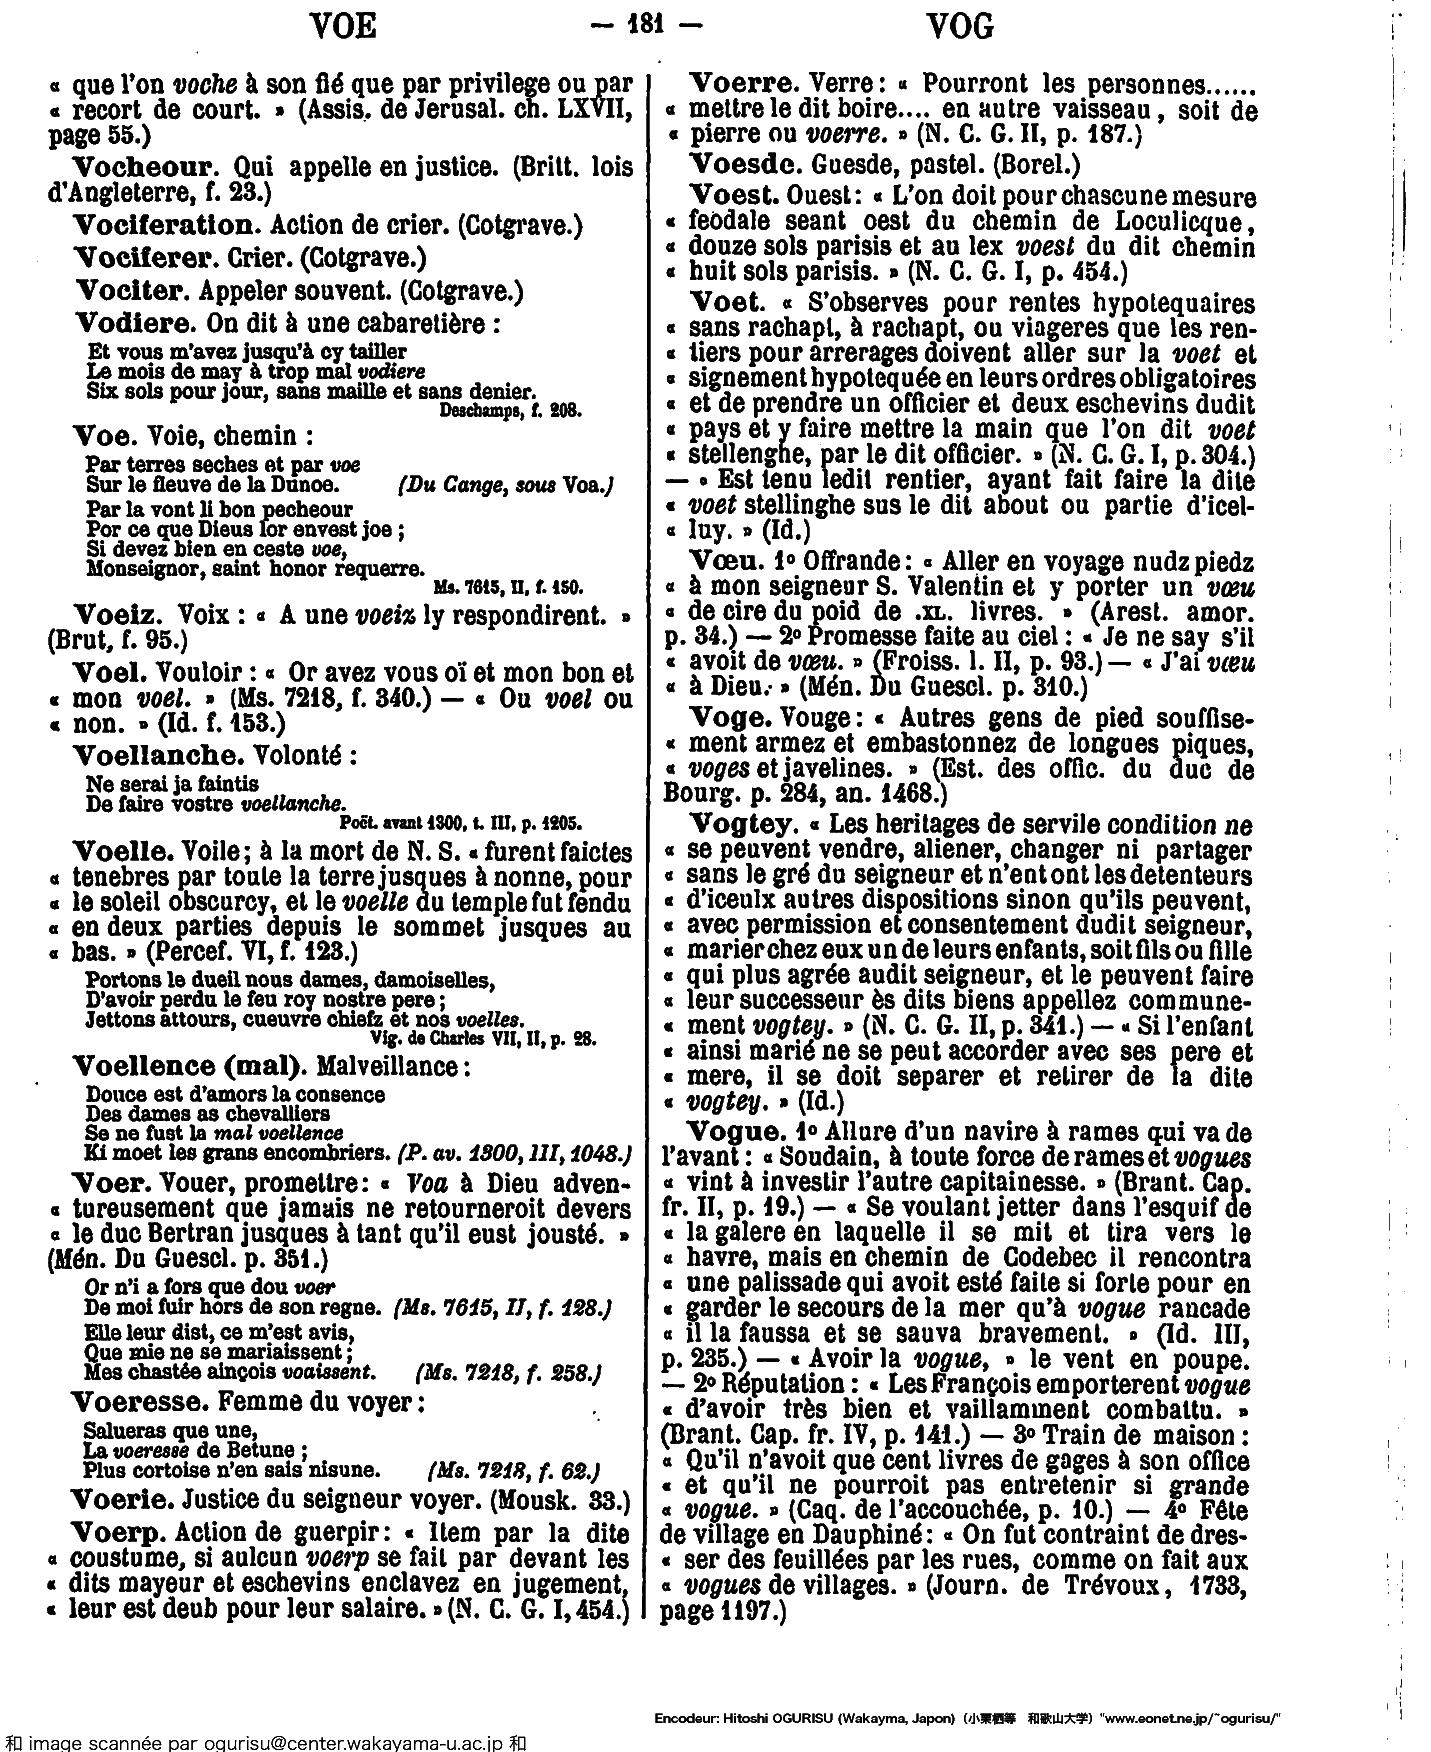 VOE — 181 — VOG
« que l'on voche à son fié que par privilege ou par
« recort de court. » (Assis. de Jerusal. ch. LXVII,
page 55.)
Vocheour. Qui appelle en justice. (Britt. lois
d'Angleterre, f. 23.)
Vociferation. Action de crier. (Cotgrave.)
Vociferer. Crier. (Cotgrave.)
Vociter. Appeler souvent. (Cotgrave.)
Vodiere. On dit à une cabaretière :
Et vous m'avez jusqu'à cy tailler
Le mois de may à trop mal vodiere
Six sols pour jour, sans maille et sans denier.
Deschamps, f. 208.
Voe. Voie, chemin :
Par terres seches et par voe
Sur le fleuve de la Dunoe. (Du Cange, sous Voa.)
Par la vont li bon pecheour
Por ce que Dieus lor envest joe ;
Si devez bien en ceste voe,
Monseignor, saint honor requerre.
Ms. 7615, II, f. 150.
Voeiz. Voix : « A une voeiz ly respondirent. »
(Brut, f. 95.)
Voel. Vouloir : « Or avez vous oï et mon bon et
« mon voel. » (Ms. 7218, f. 340.) — « Ou voel ou
« non. » (Id. f. 153.)
Voellanche. Volonté :
Ne serai ja faintis
De faire vostre voellanche.
Poët. avant 1300, t. III, p. 1205.
Voelle. Voile ; à la mort de N. S. « furent faictes
« tenebres par toute la terre jusques à nonne, pour
« le soleil obscurcy, et le voelle du temple fut fendu
« en deux parties depuis le sommet jusques au
« bas. » (Percef. VI, f. 123.)
Portons le dueil nous dames, damoiselles,
D'avoir perdu le feu roy nostre pere ;
Jettons attours, cueuvre chiefz et nos voelles.
Vig. de Charles VII, II, p. 28.
Voellence (mal). Malveillance :
Douce est d'amors la consence
Des dames as chevalliers
Se ne fust la mal voellence
Ki moet les grans encombriers. (P. av. 1300, III, 1048.)
Voer. Vouer, promettre : « Voa à Dieu adven-
« tureusement que jamais ne retourneroit devers
« le duc Bertran jusques à tant qu'il eust jousté. »
(Mén. Du Guescl. p. 351.)
Or n'i a fors que dou voer
De moi fuir hors de son regne. (Ms. 7615, II, f. 128.)
Elle leur dist, ce m'est avis,
Que mie ne se mariaissent ;
Mes chastée ainçois voaissent. (Ms. 7218, f. 258.)
Voeresse. Femme du voyer :
Salueras que une,
La voeresse de Betune ;
Plus cortoise n'en sais nisune. (Ms. 7218, f. 62.)
Voerie. Justice du seigneur voyer. (Mousk. 33.)
Voerp. Action de guerpir : « Item par la dite
« coustume, si aulcun voerp se fait par devant les
« dits mayeur et eschevins enclavez en jugement,
« leur est deub pour leur salaire. » (N. C. G. I, 454.)
Voerre. Verre : « Pourront les personnes......
« mettre le dit boire.... en autre vaisseau, soit de
« pierre ou voerre. » (N. C. G. II, p. 187.)
Voesde. Guesde, pastel. (Borel.)
Voest. Ouest : « L'on doit pour chascune mesure
« feodale seant oest du chemin de Loculicque,
« douze sols parisis et au lex voest du dit chemin
« huit sols parisis. » (N. C. G. I, p. 454.)
Voet. « S'observes pour rentes hypotequaires
« sans rachapt, à rachapt, ou viageres que les ren-
« tiers pour arrerages doivent aller sur la voet et
« signement hypotequée en leurs ordres obligatoires
« et de prendre un officier et deux eschevins dudit
« pays et y faire mettre la main que l'on dit voet
« stellenghe, par le dit officier. » (N. C. G. I, p. 304.)
— « Est tenu ledit rentier, ayant fait faire la dite
« voet stellinghe sus le dit about ou partie d'icel-
« luy. » (Id.)
Vœu. 1º Offrande : « Aller en voyage nudz piedz
« à mon seigneur S. Valentin et y porter un vœu
« de cire du poid de .XL. livres. » (Arest. amor.
p. 34.) — 2º Promesse faite au ciel : « Je ne say s'il
« avoit de vœu. » (Froiss. l. II, p. 93.) — « J'ai vœu
« à Dieu. » (Mén. Du Guescl. p. 310.)
Voge. Vouge : « Autres gens de pied souffise-
« ment armez et embastonnez de longues piques,
« voges et javelines. » (Est. des offic. du duc de
Bourg. p. 284, an. 1468.)
Vogtey. « Les heritages de servile condition ne
« se peuvent vendre, aliener, changer ni partager
« sans le gré du seigneur et n'ent ont les detenteurs
« d'iceulx autres dispositions sinon qu'ils peuvent,
« avec permission et consentement dudit seigneur,
« marier chez eux un de leurs enfants, soit fils ou fille
« qui plus agrée audit seigneur, et le peuvent faire
« leur successeur ès dits biens appellez commune-
« ment vogtey. » (N. C. G. II, p. 341.) — « Si l'enfant
« ainsi marié ne se peut accorder avec ses pere et
« mere, il se doit separer et retirer de la dite
« vogtey. » (Id.)
Vogue. 1º Allure d'un navire à rames qui va de
l'avant : « Soudain, à toute force de rames et vogues
« vint à investir l'autre capitainesse. » (Brant. Cap.
fr. II, p. 19.) — « Se voulant jetter dans l'esquif de
« la galere en laquelle il se mit et tira vers le
« havre, mais en chemin de Codebec il rencontra
« une palissade qui avoit esté faite si forte pour en
« garder le secours de la mer qu'à vogue rancade
« il la faussa et se sauva bravement. » (Id. III,
p. 235.) — « Avoir la vogue, » le vent en poupe.
— 2º Réputation : « Les François emporterent vogue
« d'avoir très bien et vaillamment combattu. »
(Brant. Cap. fr. IV, p. 141.) — 3º Train de maison :
« Qu'il n'avoit que cent livres de gages à son office
« et qu'il ne pourroit pas entretenir si grande
« vogue. » (Caq. de l'accouchée, p. 10.) — 4º Fête
de village en Dauphiné : « On fut contraint de dres-
« ser des feuillées par les rues, comme on fait aux
« vogues de villages. » (Journ. de Trévoux, 1733,
page 1197.)
Encodeur: Hitoshi OGURISU (Wakayma, Japon) (小栗栖等 和歌山大学) "www.eonet.ne.jp/~ogurisu/"
和 image scannée par ogurisu@center.wakayama-u.ac.jp 和